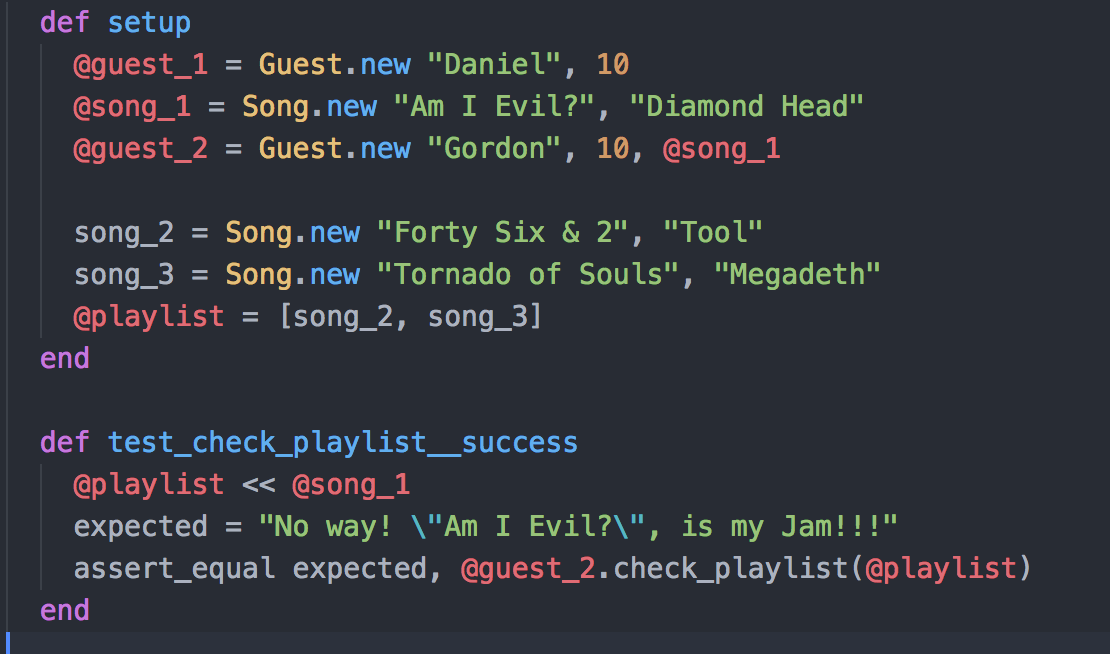 def setup
  @guest_1 = Guest.new "Daniel", 10
  @song_1 = Song.new "Am I Evil?", "Diamond Head"
  @guest_2 = Guest.new "Gordon", 10, @song_1

  song_2 = Song.new "Forty Six & 2", "Tool"
  song_3 = Song.new "Tornado of Souls", "Megadeth"
  @playlist = [song_2, song_3]
end

def test_check_playlist__success
  @playlist << @song_1
  expected = "No way! \"Am I Evil?\", is my Jam!!!"
  assert_equal expected, @guest_2.check_playlist(@playlist)
end